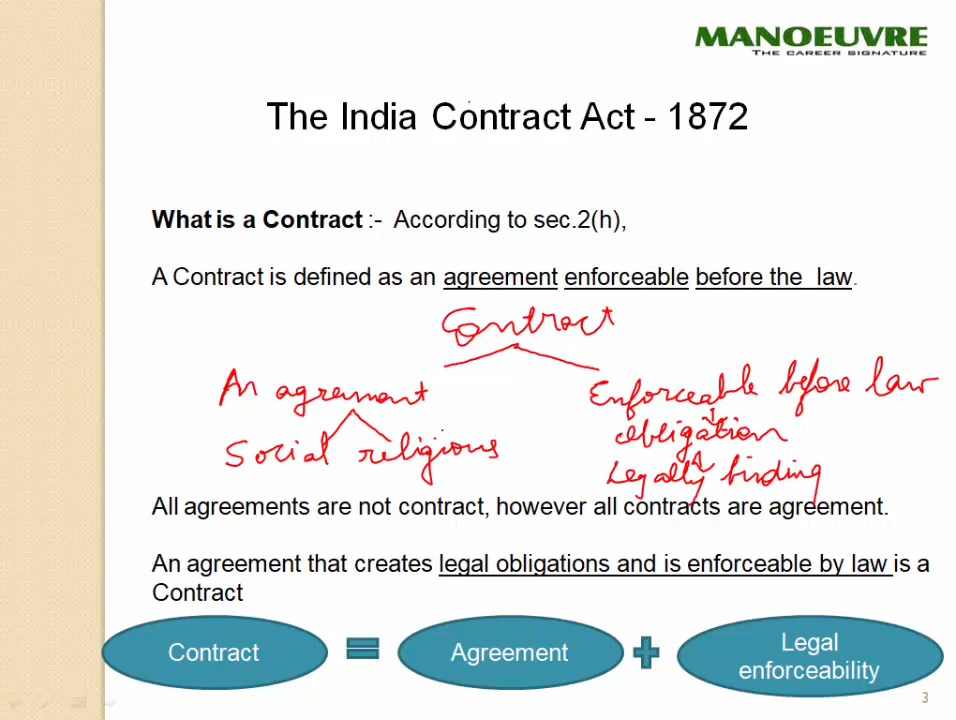 MANOEUVRE
THE CAREER SIGNATURE
The India Contract Act - 1872
What is a Contract :- According to sec.2(h),
A Contract is defined as an agreement enforceable before the law.
Contract
An agrement
Enforceable before law
obligation
Social religious
Legally binding
All agreements are not contract, however all contracts are agreement.
An agreement that creates legal obligations and is enforceable by law is a
Contract
Contract = Agreement + Legal
enforceability
3